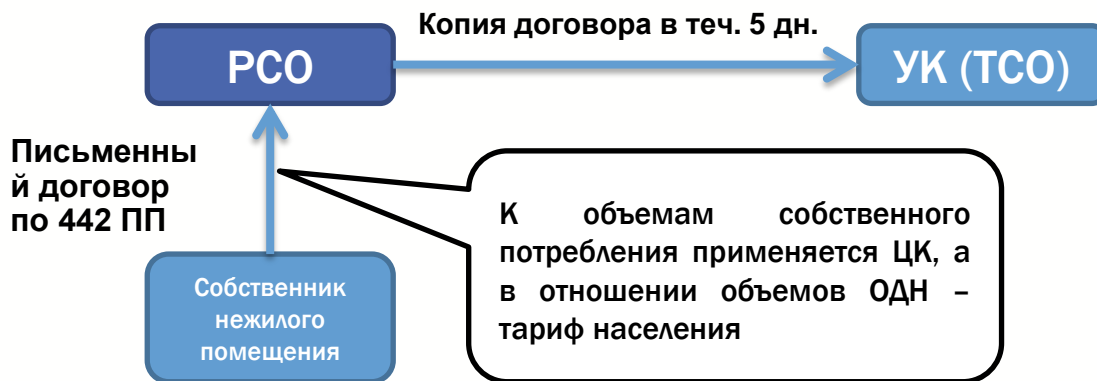 Копия договора в теч. 5 дн.
РСО
УК (ТСО)
Письменны
й договор
по 442 ПП
К объемам собственного
потребления применяется ЦК, а
в отношении объемов ОДН –
тариф населения
Собственник
нежилого
помещения